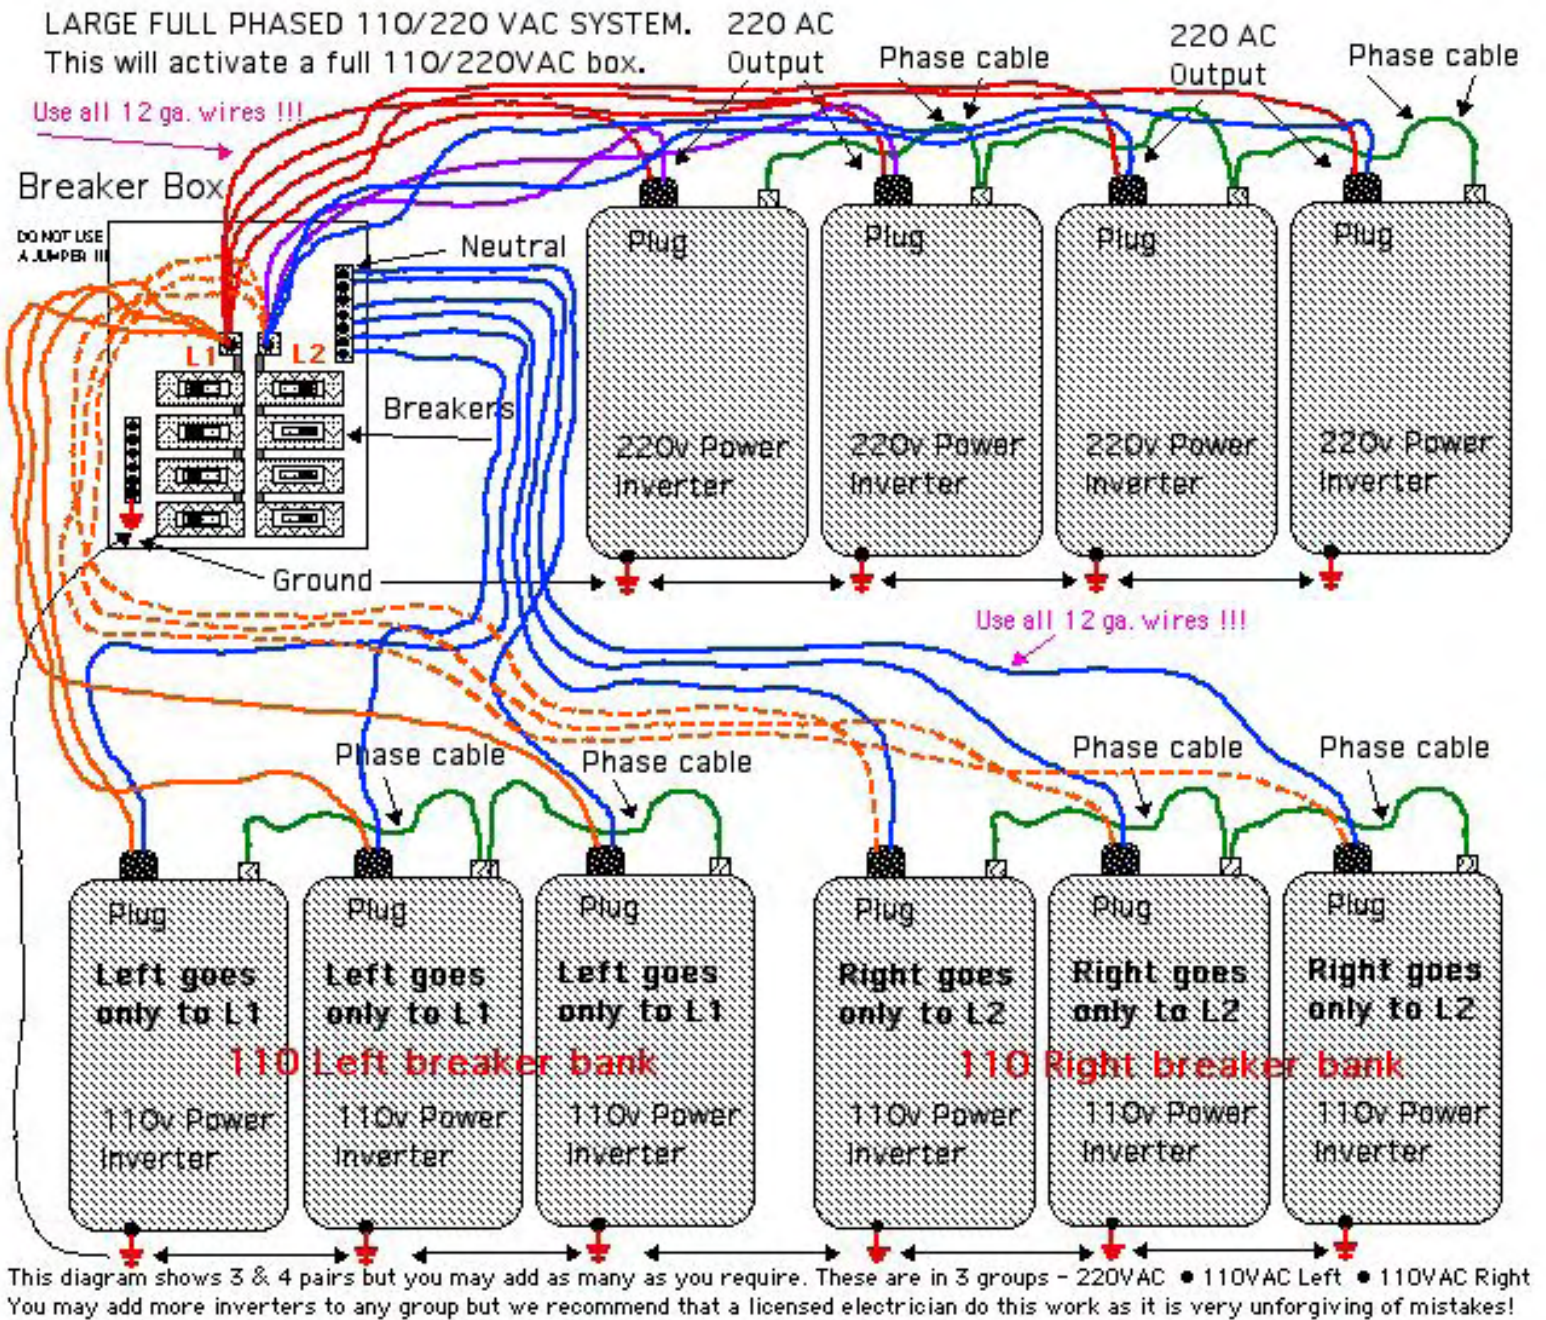 LARGE FULL PHASED 110/220 VAC SYSTEM.
This will activate a full 110/220VAC box.
220 AC
Output
Phase cable
220 AC
Output
Phase cable
Use all 12 ga. wires !!!
Breaker Box
DO NOT USE
A JUMPER !!!
Neutral
L1
L2
Breakers
Ground
Plug
220v Power
Inverter
Plug
220v Power
Inverter
Plug
220v Power
Inverter
Plug
220v Power
Inverter
Use all 12 ga. wires !!!
Phase cable
Phase cable
Phase cable
Phase cable
Plug
Left goes
only to L1
Plug
Left goes
only to L1
Plug
Left goes
only to L1
Plug
Right goes
only to L2
Plug
Right goes
only to L2
Plug
Right goes
only to L2
110 Left breaker bank
110 Right breaker bank
110v Power
Inverter
110v Power
Inverter
110v Power
Inverter
110v Power
Inverter
110v Power
Inverter
110v Power
Inverter
This diagram shows 3 & 4 pairs but you may add as many as you require. These are in 3 groups - 220VAC ● 110VAC Left ● 110VAC Right
You may add more inverters to any group but we recommend that a licensed electrician do this work as it is very unforgiving of mistakes!